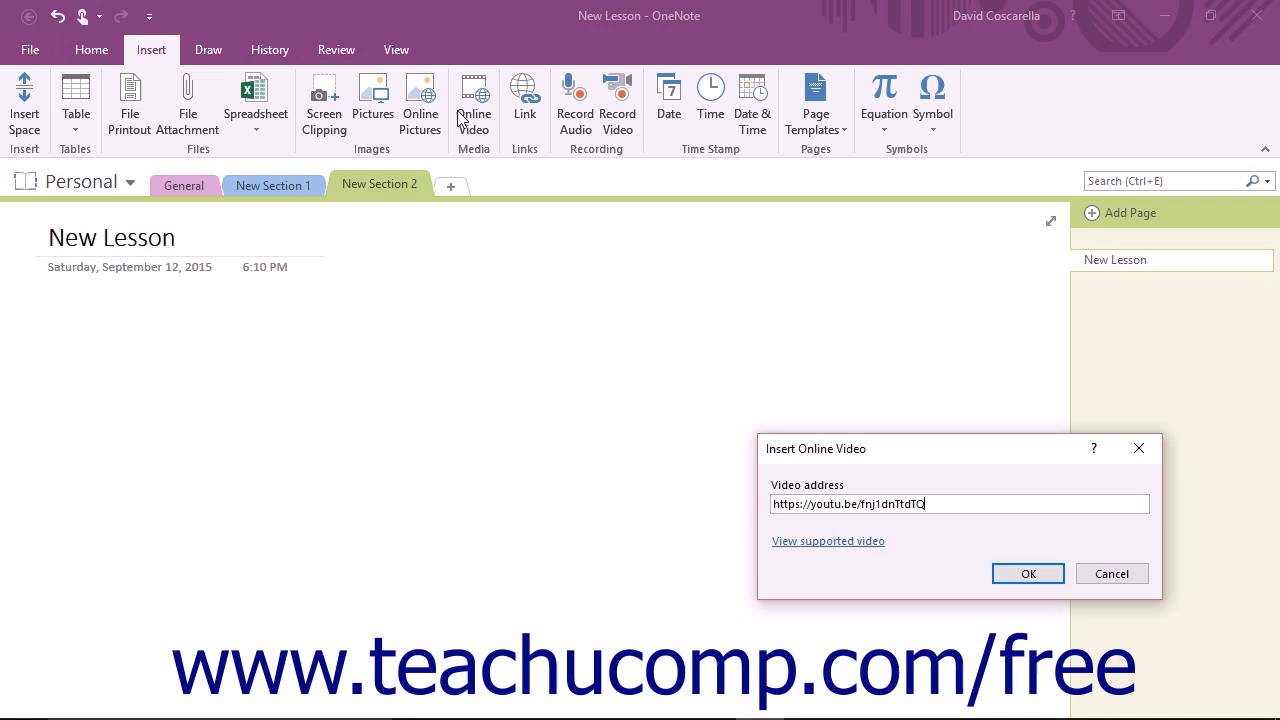 New Lesson - OneNote
David Coscarella
?
File Home Insert Draw History Review View
Insert Space
Table
File Printout
File Attachment
Spreadsheet
Screen Clipping
Pictures
Online Pictures
Online Video
Link
Record Audio
Record Video
Date
Time
Date & Time
Page Templates
Equation
Symbol
Insert Tables Files Images Media Links Recording Time Stamp Pages Symbols
Personal General New Section 1 New Section 2 +
Search (Ctrl+E)
Add Page
New Lesson
New Lesson
Saturday, September 12, 2015 6:10 PM
Insert Online Video ?
Video address
https://youtu.be/fnj1dnTtdTQ
View supported video
OK Cancel
www.teachucomp.com/free